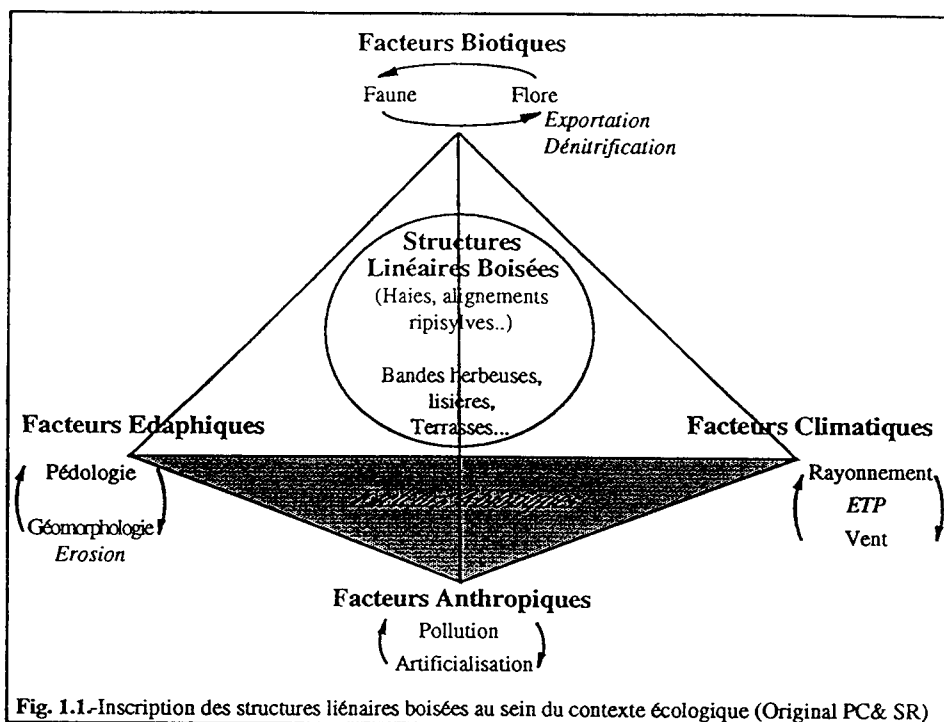 Facteurs Biotiques
Faune Flore
Exportation
Dénitrification
Structures
Linéaires Boisées
(Haies, alignements
ripisylves..)
Bandes herbeuses,
lisières,
Terrasses...
Facteurs Edaphiques
Facteurs Climatiques
Pédologie
Géomorphologie
Erosion
Rayonnement
ETP
Vent
Facteurs Anthropiques
Pollution
Artificialisation
Fig. 1.1.-Inscription des structures liénaires boisées au sein du contexte écologique (Original PC& SR)